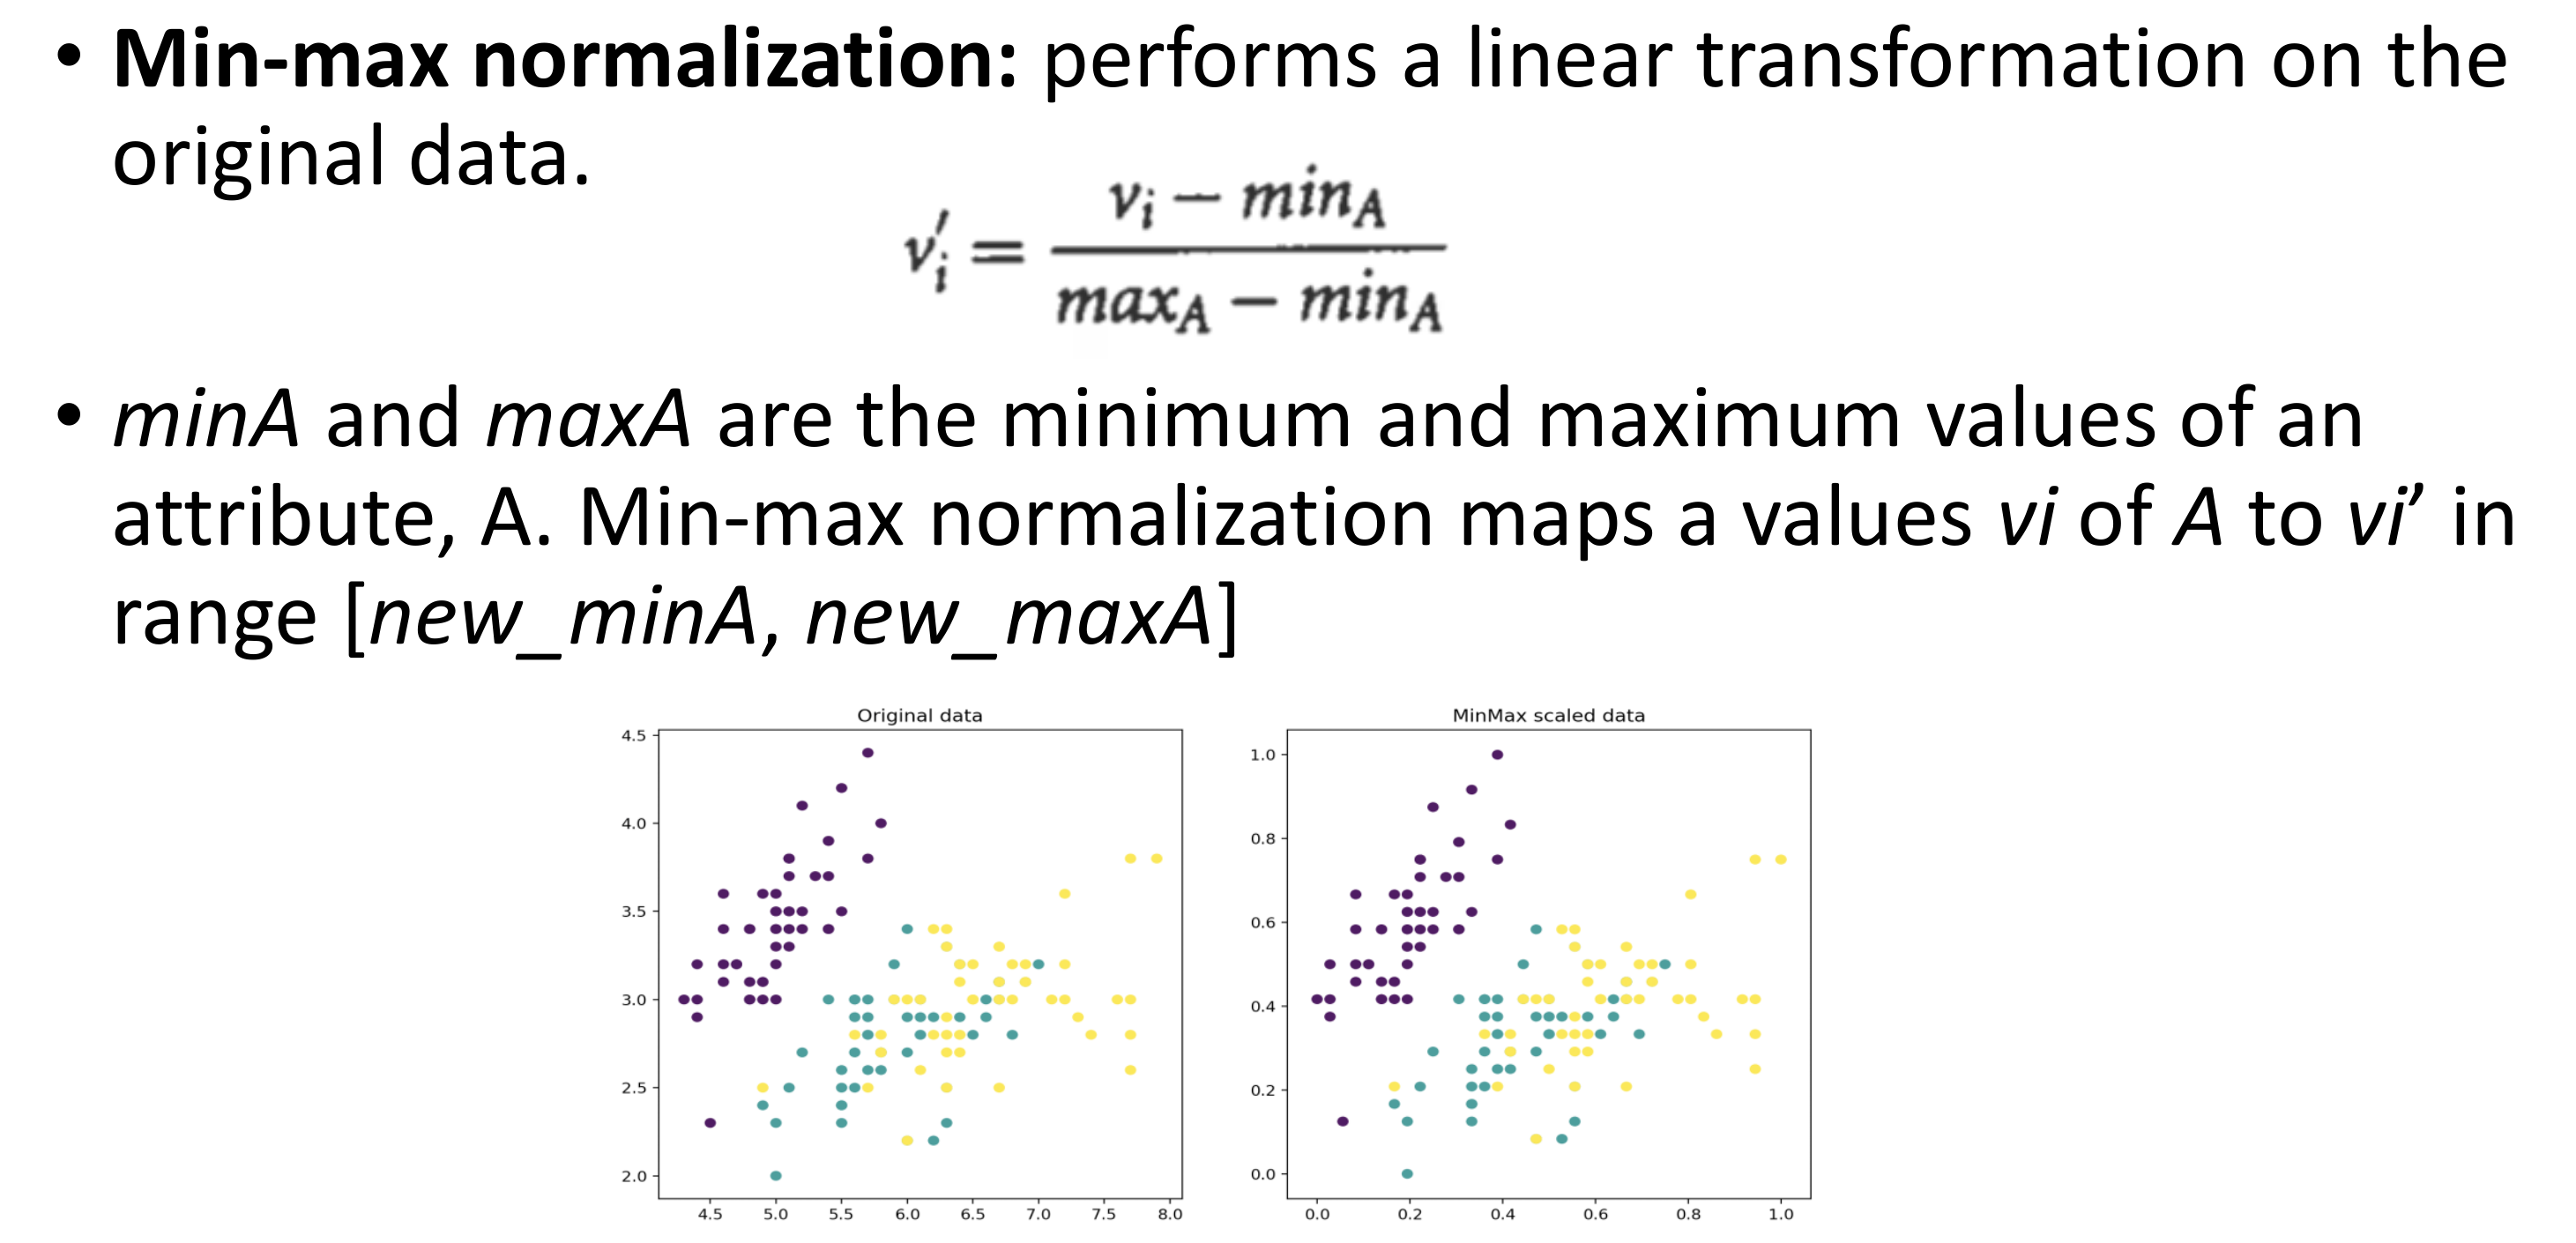 • Min-max normalization: performs a linear transformation on the
original data.
v′ᵢ = (vᵢ − min_A) / (max_A − min_A)
• minA and maxA are the minimum and maximum values of an
attribute, A. Min-max normalization maps a values vi of A to vi’ in
range [new_minA, new_maxA]
Original data
4.5
4.0
3.5
3.0
2.5
2.0
4.5 5.0 5.5 6.0 6.5 7.0 7.5 8.0
MinMax scaled data
1.0
0.8
0.6
0.4
0.2
0.0
0.0 0.2 0.4 0.6 0.8 1.0